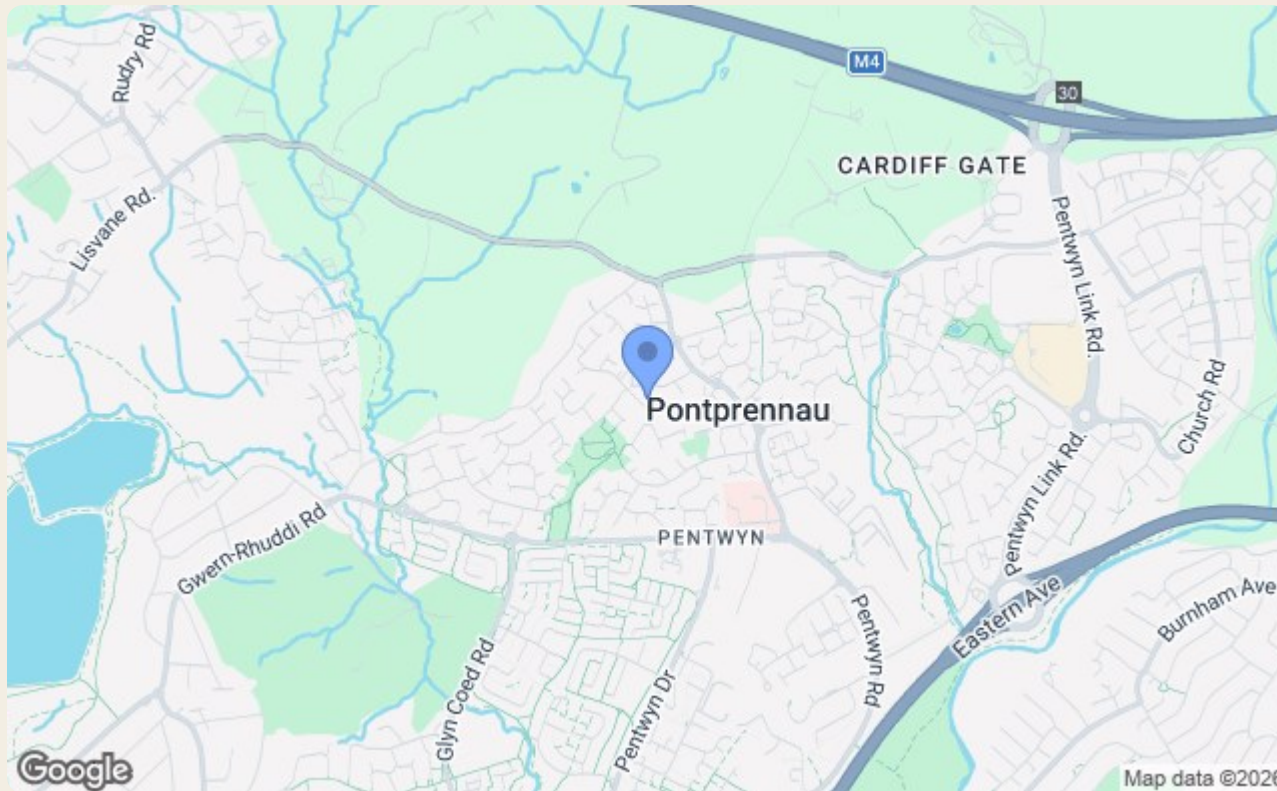 Rudry Rd
M4
30
CARDIFF GATE
Lisvane Rd.
Pentwyn Link Rd.
Pontprennau
Church Rd
Pentwyn Link Rd.
Gwern-Rhuddi Rd
PENTWYN
Eastern Ave
Burnham Ave
Pentwyn Rd
Glyn Coed Rd
Pentwyn Dr
Google
Map data ©2026